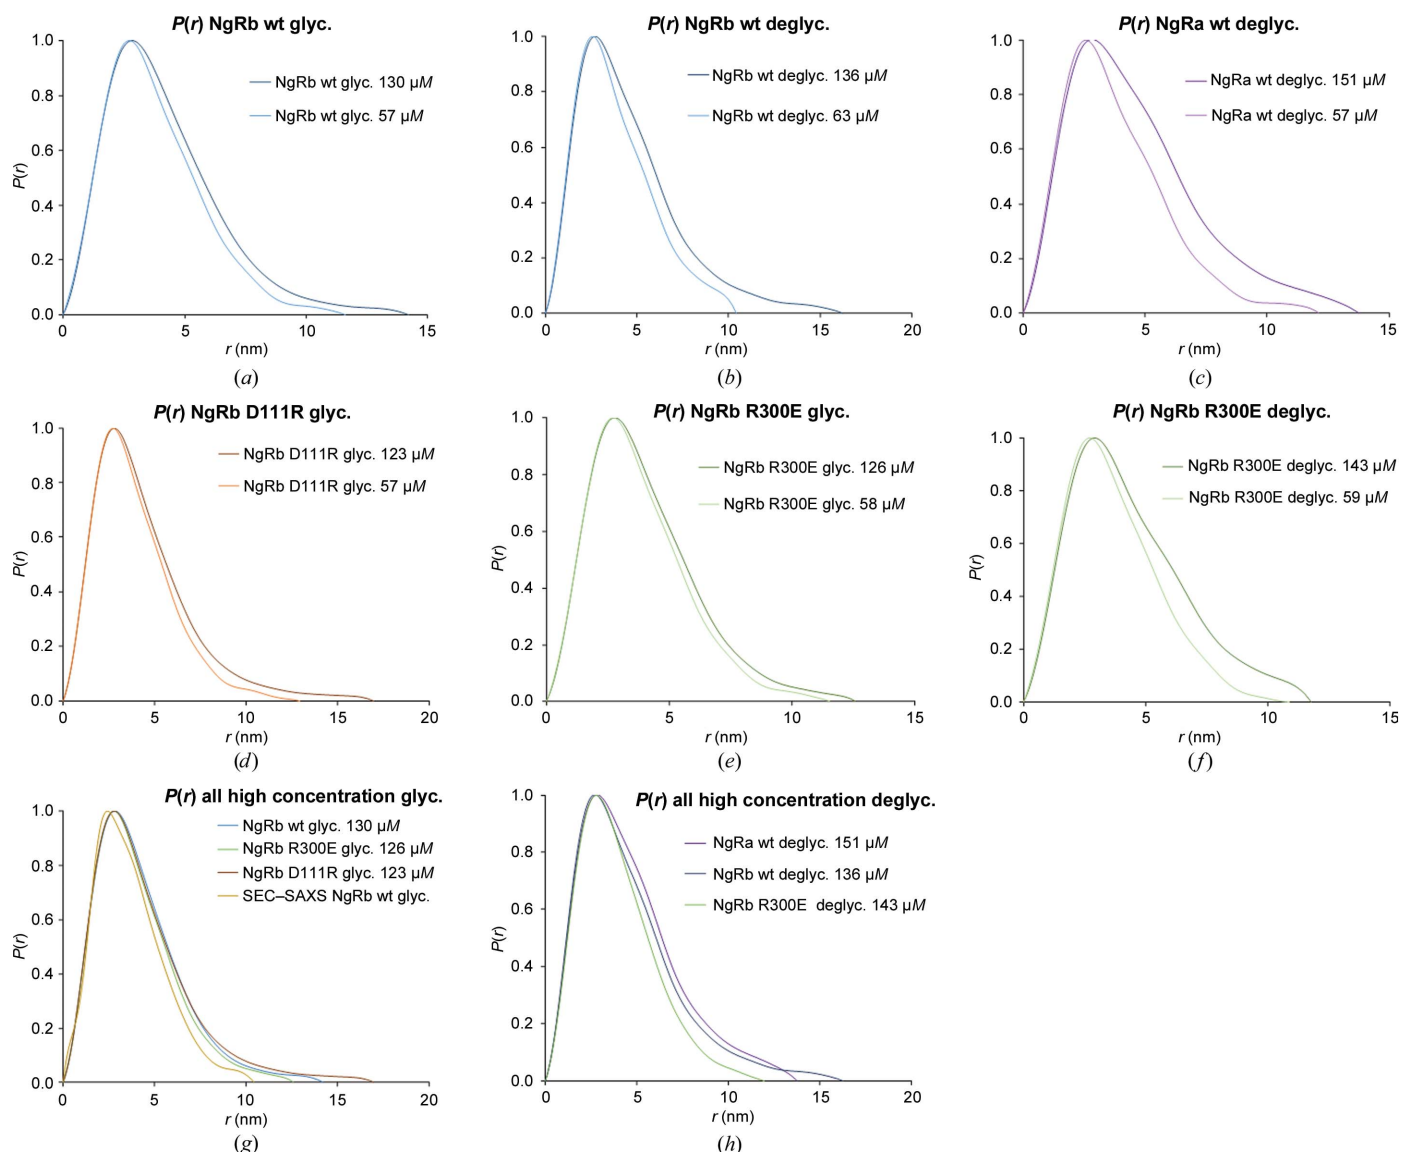 P(r) NgRb wt glyc.
NgRb wt glyc. 130 µM
NgRb wt glyc. 57 µM
1.0
0.8
0.6
0.4
0.2
0.0
P(r)
0 5 10 15
r (nm)
(a)
P(r) NgRb wt deglyc.
NgRb wt deglyc. 136 µM
NgRb wt deglyc. 63 µM
1.0
0.8
0.6
0.4
0.2
0.0
0 5 10 15 20
r (nm)
(b)
P(r) NgRa wt deglyc.
NgRa wt deglyc. 151 µM
NgRa wt deglyc. 57 µM
1.0
0.8
0.6
0.4
0.2
0.0
0 5 10 15
r (nm)
(c)
P(r) NgRb D111R glyc.
NgRb D111R glyc. 123 µM
NgRb D111R glyc. 57 µM
1.0
0.8
0.6
0.4
0.2
0.0
P(r)
0 5 10 15 20
r (nm)
(d)
P(r) NgRb R300E glyc.
NgRb R300E glyc. 126 µM
NgRb R300E glyc. 58 µM
1.0
0.8
0.6
0.4
0.2
0.0
P(r)
0 5 10 15
r (nm)
(e)
P(r) NgRb R300E deglyc.
NgRb R300E deglyc. 143 µM
NgRb R300E deglyc. 59 µM
1.0
0.8
0.6
0.4
0.2
0.0
P(r)
0 5 10 15
r (nm)
(f)
P(r) all high concentration glyc.
NgRb wt glyc. 130 µM
NgRb R300E glyc. 126 µM
NgRb D111R glyc. 123 µM
SEC–SAXS NgRb wt glyc.
1.0
0.8
0.6
0.4
0.2
0.0
P(r)
0 5 10 15 20
r (nm)
(g)
P(r) all high concentration deglyc.
NgRa wt deglyc. 151 µM
NgRb wt deglyc. 136 µM
NgRb R300E deglyc. 143 µM
1.0
0.8
0.6
0.4
0.2
0.0
P(r)
0 5 10 15 20
r (nm)
(h)